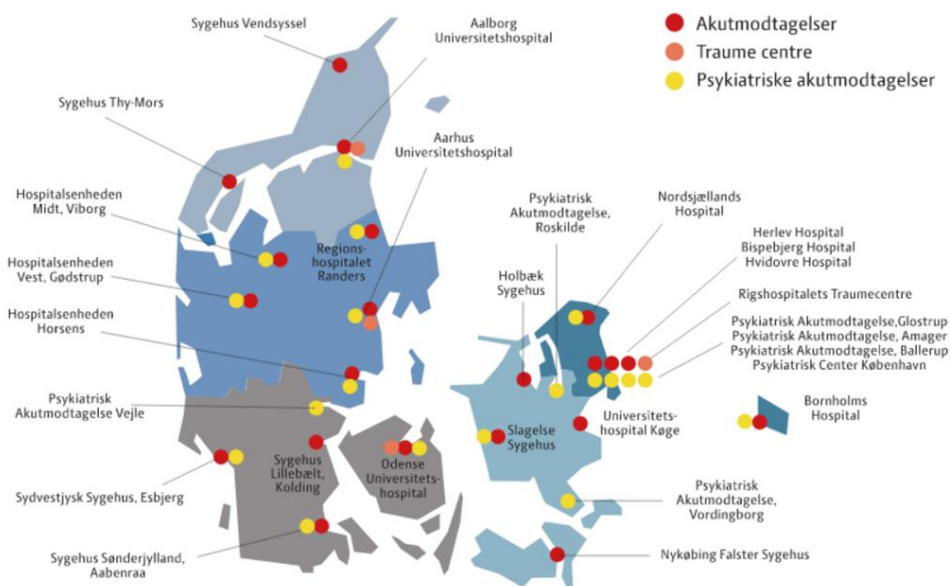 Akutmodtagelser
Traume centre
Psykiatriske akutmodtagelser
Sygehus Vendsyssel
Aalborg
Universitetshospital
Sygehus Thy-Mors
Aarhus
Universitetshospital
Hospitalsenheden
Midt, Viborg
Regions-
hospitalet
Randers
Hospitalsenheden
Vest, Gødstrup
Hospitalsenheden
Horsens
Psykiatrisk
Akutmodtagelse Vejle
Sygehus
Lillebælt,
Kolding
Odense
Universitets-
hospital
Sydvestjysk Sygehus, Esbjerg
Sygehus Sønderjylland,
Aabenraa
Psykiatrisk
Akutmodtagelse,
Roskilde
Holbæk
Sygehus
Nordsjællands
Hospital
Herlev Hospital
Bispebjerg Hospital
Hvidovre Hospital
Rigshospitalets Traumecentre
Psykiatrisk Akutmodtagelse,Glostrup
Psykiatrisk Akutmodtagelse, Amager
Psykiatrisk Akutmodtagelse, Ballerup
Psykiatrisk Center København
Bornholms
Hospital
Universitets-
hospital Køge
Slagelse
Sygehus
Psykiatrisk
Akutmodtagelse,
Vordingborg
Nykøbing Falster Sygehus